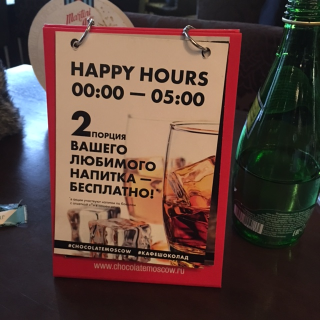 HAPPY HOURS
00:00 — 05:00
2 ПОРЦИЯ
ВАШЕГО
ЛЮБИМОГО
НАПИТКА —
БЕСПЛАТНО!
#CHOCOLATEMOSCOW #КАФЕШОКОЛАД
www.chocolatemoscow.ru